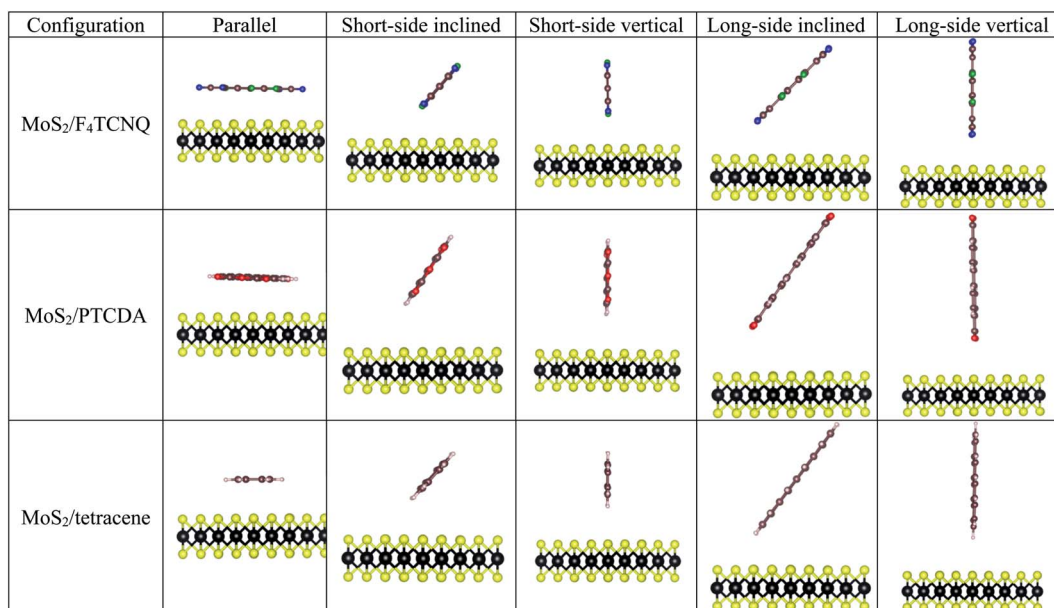 Configuration Parallel Short-side inclined Short-side vertical Long-side inclined Long-side vertical
MoS₂/F₄TCNQ
MoS₂/PTCDA
MoS₂/tetracene